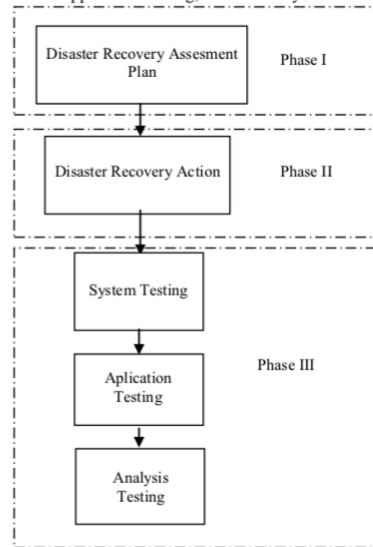 Disaster Recovery Assesment
Plan
Phase I
Disaster Recovery Action
Phase II
System Testing
Aplication
Testing
Phase III
Analysis
Testing